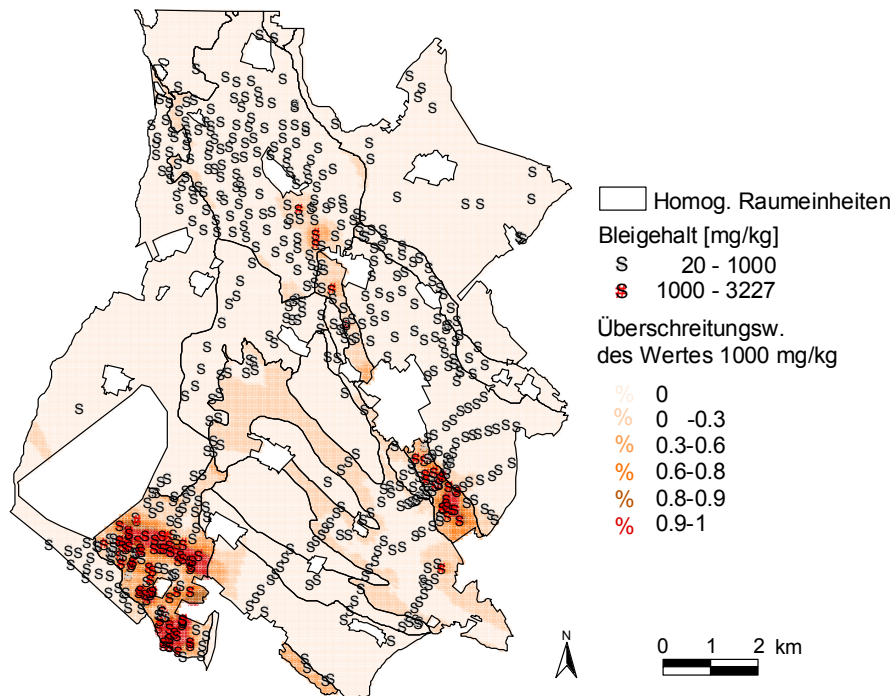 Homog. Raumeinheiten
Bleigehalt [mg/kg]
S 20 - 1000
S 1000 - 3227
Überschreitungsw.
des Wertes 1000 mg/kg
% 0
% 0 -0.3
% 0.3-0.6
% 0.6-0.8
% 0.8-0.9
% 0.9-1
N
0 1 2 km